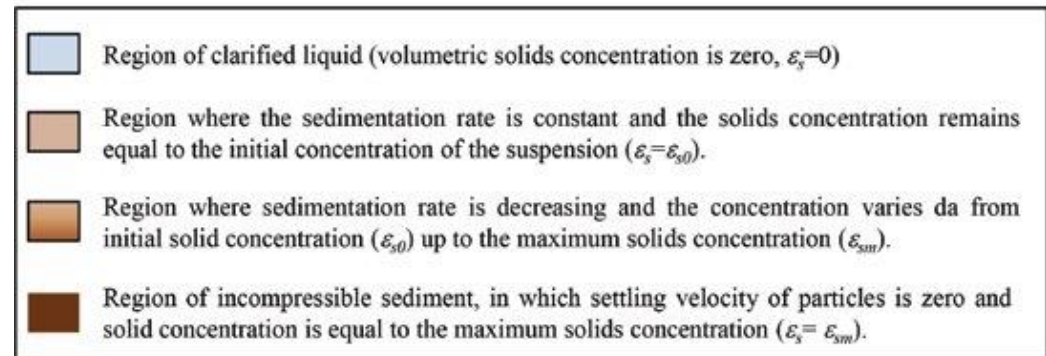 Region of clarified liquid (volumetric solids concentration is zero, εs=0)
Region where the sedimentation rate is constant and the solids concentration remains
equal to the initial concentration of the suspension (εs=εs0).
Region where sedimentation rate is decreasing and the concentration varies da from
initial solid concentration (εs0) up to the maximum solids concentration (εsm).
Region of incompressible sediment, in which settling velocity of particles is zero and
solid concentration is equal to the maximum solids concentration (εs= εsm).